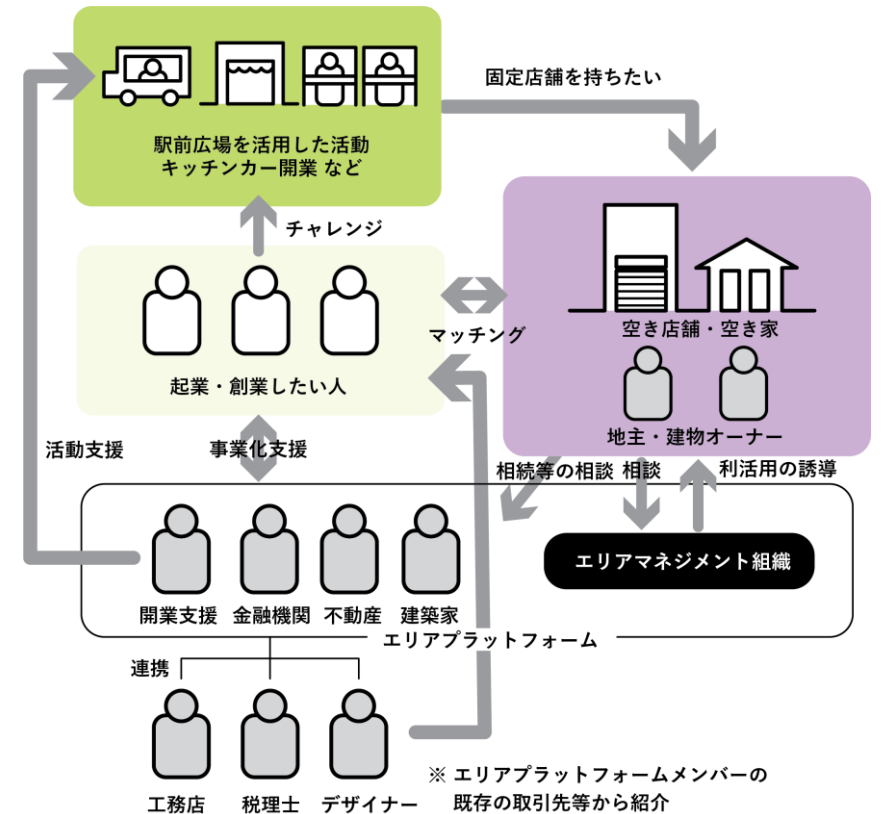 固定店舗を持ちたい
駅前広場を活用した活動
キッチンカー開業 など
チャレンジ
マッチング
空き店舗・空き家
起業・創業したい人
地主・建物オーナー
活動支援
事業化支援
相続等の相談
相談
利活用の誘導
エリアマネジメント組織
開業支援
金融機関
不動産
建築家
エリアプラットフォーム
連携
工務店
税理士
デザイナー
※ エリアプラットフォームメンバーの
既存の取引先等から紹介